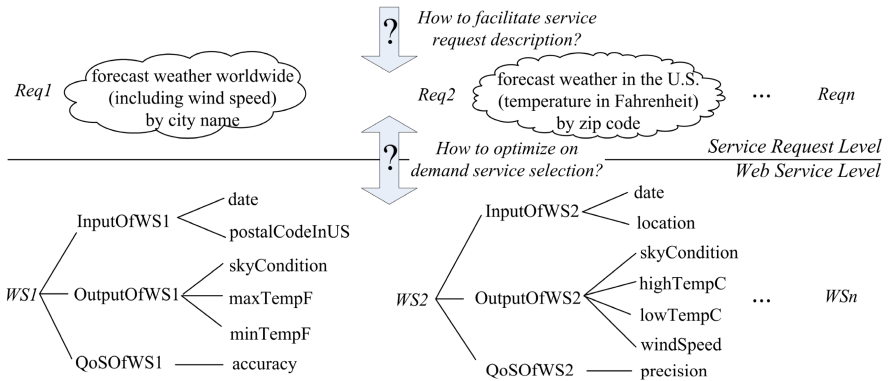 ?
How to facilitate service
request description?
Req1
forecast weather worldwide
(including wind speed)
by city name
Req2
forecast weather in the U.S.
(temperature in Fahrenheit)
by zip code
...
Reqn
?
How to optimize on
demand service selection?
Service Request Level
Web Service Level
WS1
InputOfWS1
date
postalCodeInUS
OutputOfWS1
skyCondition
maxTempF
minTempF
QoSOfWS1
accuracy
WS2
InputOfWS2
date
location
OutputOfWS2
skyCondition
highTempC
lowTempC
windSpeed
QoSOfWS2
precision
...
WSn